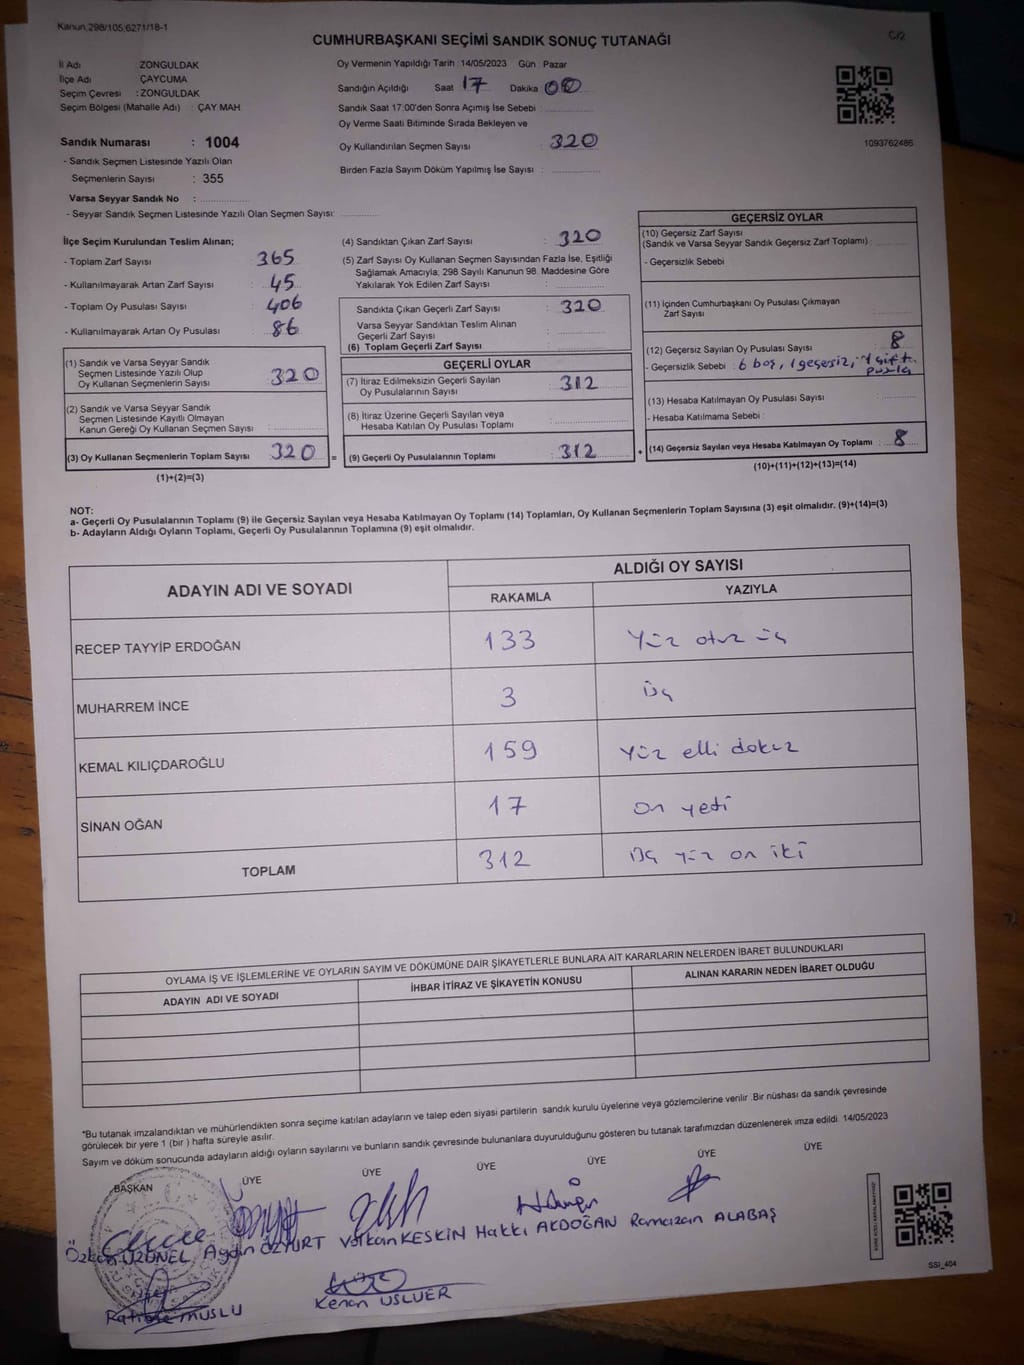 Kanun,298/105,6271/18-1
C/2
CUMHURBAŞKANI SEÇİMİ SANDIK SONUÇ TUTANAĞI
İl Adı : ZONGULDAK
İlçe Adı : ÇAYCUMA
Seçim Çevresi : ZONGULDAK
Seçim Bölgesi (Mahalle Adı) : ÇAY MAH
Sandık Numarası : 1004
- Sandık Seçmen Listesinde Yazılı Olan
Seçmenlerin Sayısı : 355
Varsa Seyyar Sandık No :
- Seyyar Sandık Seçmen Listesinde Yazılı Olan Seçmen Sayısı:
Oy Vermenin Yapıldığı Tarih :14/05/2023 Gün : Pazar
Sandığın Açıldığı Saat 17 Dakika 00
Sandık Saat 17:00'den Sonra Açımış İse Sebebi :
Oy Verme Saati Bitiminde Sırada Bekleyen ve
Oy Kullandırılan Seçmen Sayısı : 320
Birden Fazla Sayım Döküm Yapılmış İse Sayısı :
1093762486
İlçe Seçim Kurulundan Teslim Alınan;
- Toplam Zarf Sayısı : 365
- Kullanılmayarak Artan Zarf Sayısı : 45
- Toplam Oy Pusulası Sayısı : 406
- Kullanılmayarak Artan Oy Pusulası : 86
(1) Sandık ve Varsa Seyyar Sandık
Seçmen Listesinde Yazılı Olup
Oy Kullanan Seçmenlerin Sayısı : 320
(2) Sandık ve Varsa Seyyar Sandık
Seçmen Listesinde Kayıtlı Olmayan
Kanun Gereği Oy Kullanan Seçmen Sayısı :
(3) Oy Kullanan Seçmenlerin Toplam Sayısı : 320 =
(1)+(2)=(3)
(4) Sandıktan Çıkan Zarf Sayısı : 320
(5) Zarf Sayısı Oy Kullanan Seçmen Sayısından Fazla İse, Eşitliği
Sağlamak Amacıyla; 298 Sayılı Kanunun 98. Maddesine Göre
Yakılarak Yok Edilen Zarf Sayısı :
Sandıkta Çıkan Geçerli Zarf Sayısı : 320
Varsa Seyyar Sandıktan Teslim Alınan
Geçerli Zarf Sayısı :
(6) Toplam Geçerli Zarf Sayısı :
GEÇERLİ OYLAR
(7) İtiraz Edilmeksizin Geçerli Sayılan
Oy Pusulalarının Sayısı : 312
(8) İtiraz Üzerine Geçerli Sayılan veya
Hesaba Katılan Oy Pusulası Toplamı :
(9) Geçerli Oy Pusulalarının Toplamı : 312 +
GEÇERSİZ OYLAR
(10) Geçersiz Zarf Sayısı
(Sandık ve Varsa Seyyar Sandık Geçersiz Zarf Toplamı) :
- Geçersizlik Sebebi :
(11) İçinden Cumhurbaşkanı Oy Pusulası Çıkmayan
Zarf Sayısı :
(12) Geçersiz Sayılan Oy Pusulası Sayısı : 8
- Geçersizlik Sebebi : 6 boş, 1 geçersiz, 1 çift pusla
(13) Hesaba Katılmayan Oy Pusulası Sayısı :
- Hesaba Katılmama Sebebi :
(14) Geçersiz Sayılan veya Hesaba Katılmayan Oy Toplamı : 8
(10)+(11)+(12)+(13)=(14)
NOT:
a- Geçerli Oy Pusulalarının Toplamı (9) ile Geçersiz Sayılan veya Hesaba Katılmayan Oy Toplamı (14) Toplamları, Oy Kullanan Seçmenlerin Toplam Sayısına (3) eşit olmalıdır. (9)+(14)=(3)
b- Adayların Aldığı Oyların Toplamı, Geçerli Oy Pusulalarının Toplamına (9) eşit olmalıdır.
ADAYIN ADI VE SOYADI ALDIĞI OY SAYISI
RAKAMLA YAZIYLA
RECEP TAYYİP ERDOĞAN 133 Yüz otuz üç
MUHARREM İNCE 3 Üç
KEMAL KILIÇDAROĞLU 159 Yüz elli dokuz
SİNAN OĞAN 17 On yedi
TOPLAM 312 Üç yüz on iki
OYLAMA İŞ VE İŞLEMLERİNE VE OYLARIN SAYIM VE DÖKÜMÜNE DAİR ŞİKAYETLERLE BUNLARA AİT KARARLARIN NELERDEN İBARET BULUNDUKLARI
ADAYIN ADI VE SOYADI İHBAR İTİRAZ VE ŞİKAYETİN KONUSU ALINAN KARARIN NEDEN İBARET OLDUĞU
*Bu tutanak imzalandıktan ve mühürlendikten sonra seçime katılan adayların ve talep eden siyasi partilerin sandık kurulu üyelerine veya gözlemcilerine verilir .Bir nüshası da sandık çevresinde
görülecek bir yere 1 (bir ) hafta süreyle asılır.
Sayım ve döküm sonucunda adayların aldığı oyların sayılarını ve bunların sandık çevresinde bulunanlara duyurulduğunu gösteren bu tutanak tarafımızdan düzenlenerek imza edildi. 14/05/2023
BAŞKAN ÜYE ÜYE ÜYE ÜYE ÜYE ÜYE
Özkan UZUNEL Aydın ÖZYURT Volkan KESKİN Hakkı AKDOĞAN Ramazan ALABAŞ
MUSLU Kenan USLUER
SSİ_404